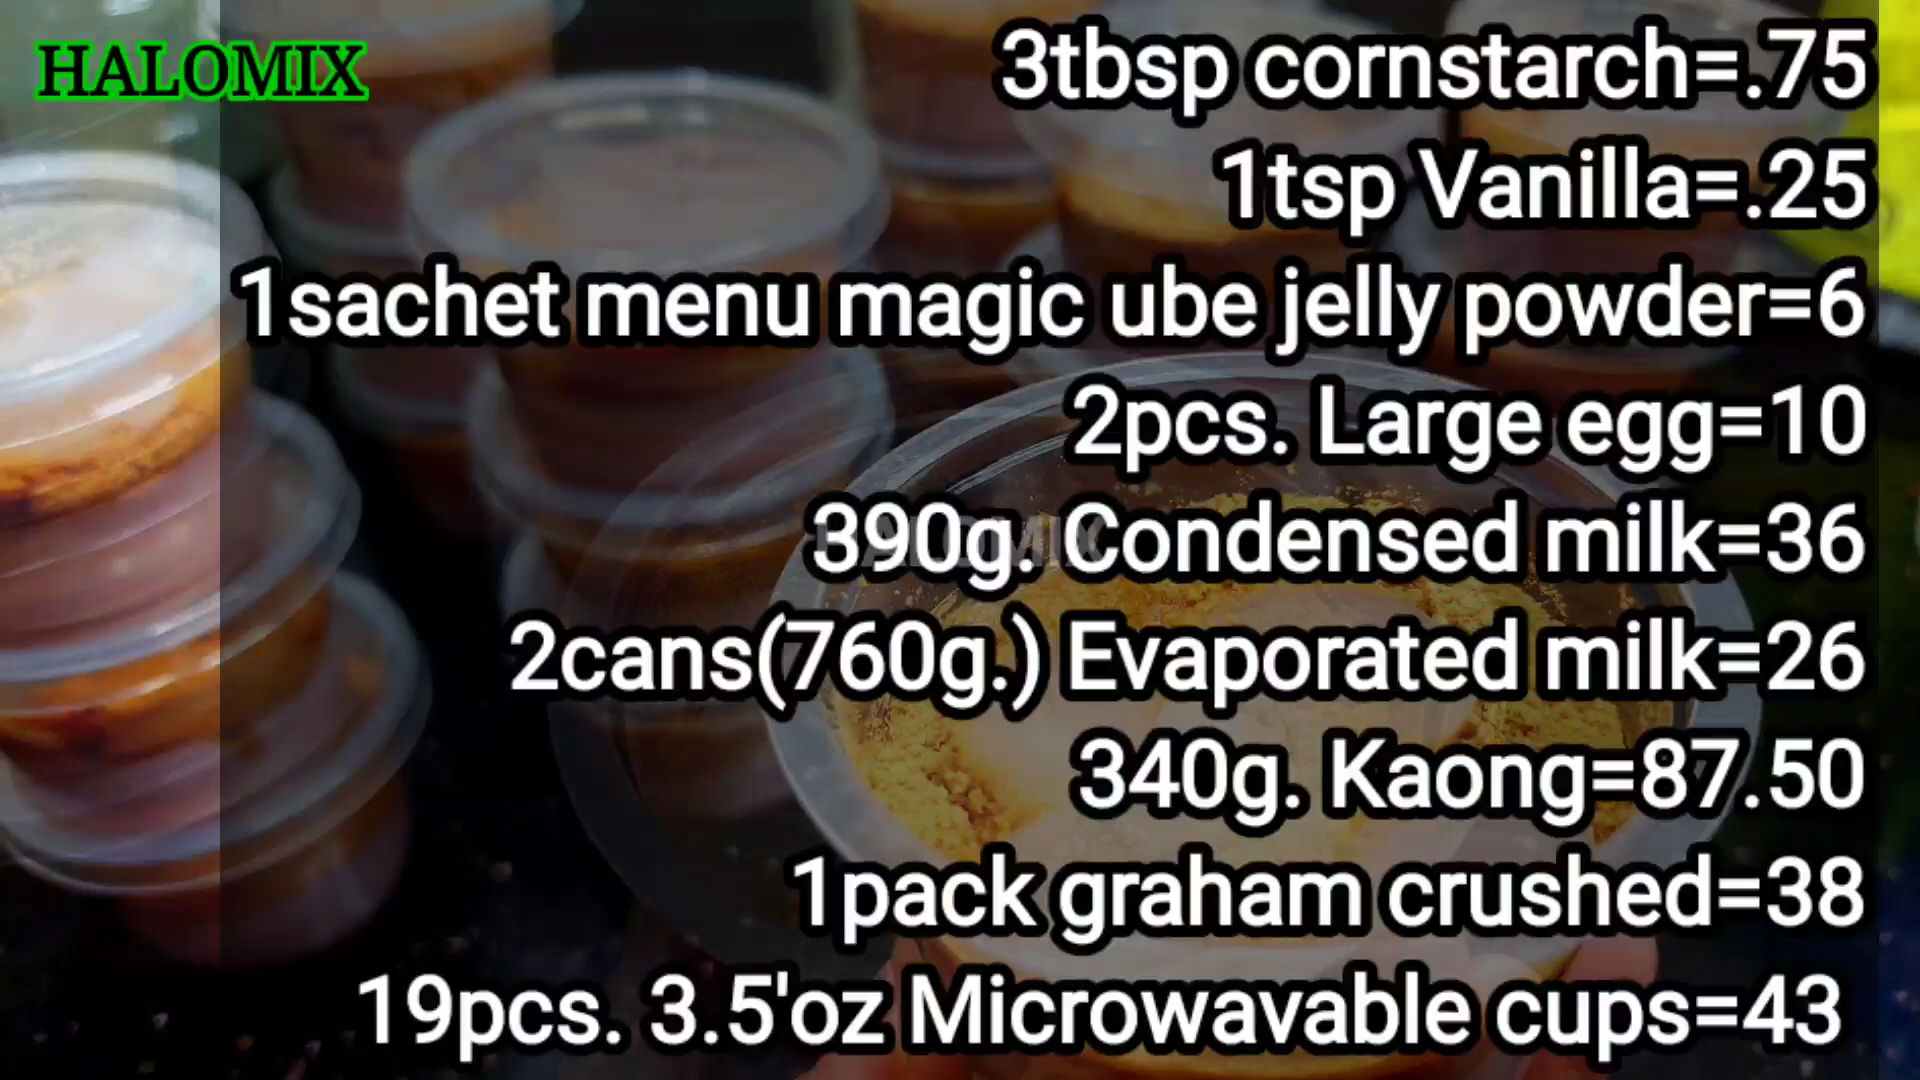 HALOMIX
3tbsp cornstarch=.75
1tsp Vanilla=.25
1sachet menu magic ube jelly powder=6
2pcs. Large egg=10
390g. Condensed milk=36
HALOMIX
2cans(760g.) Evaporated milk=26
340g. Kaong=87.50
1pack graham crushed=38
19pcs. 3.5'oz Microwavable cups=43